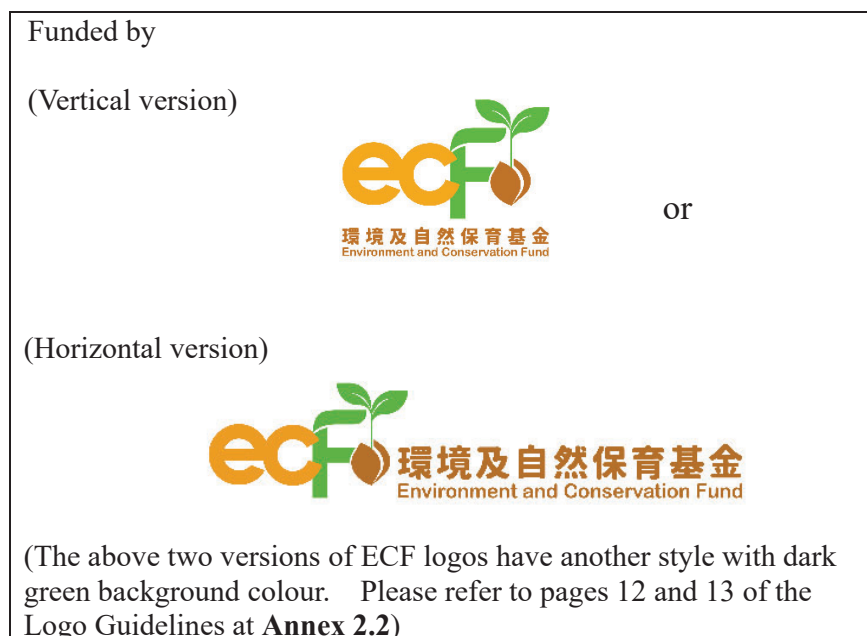 Funded by
(Vertical version)
ecf
環境及自然保育基金
Environment and Conservation Fund
or
(Horizontal version)
ecf
環境及自然保育基金
Environment and Conservation Fund
(The above two versions of ECF logos have another style with dark
green background colour. Please refer to pages 12 and 13 of the
Logo Guidelines at Annex 2.2)